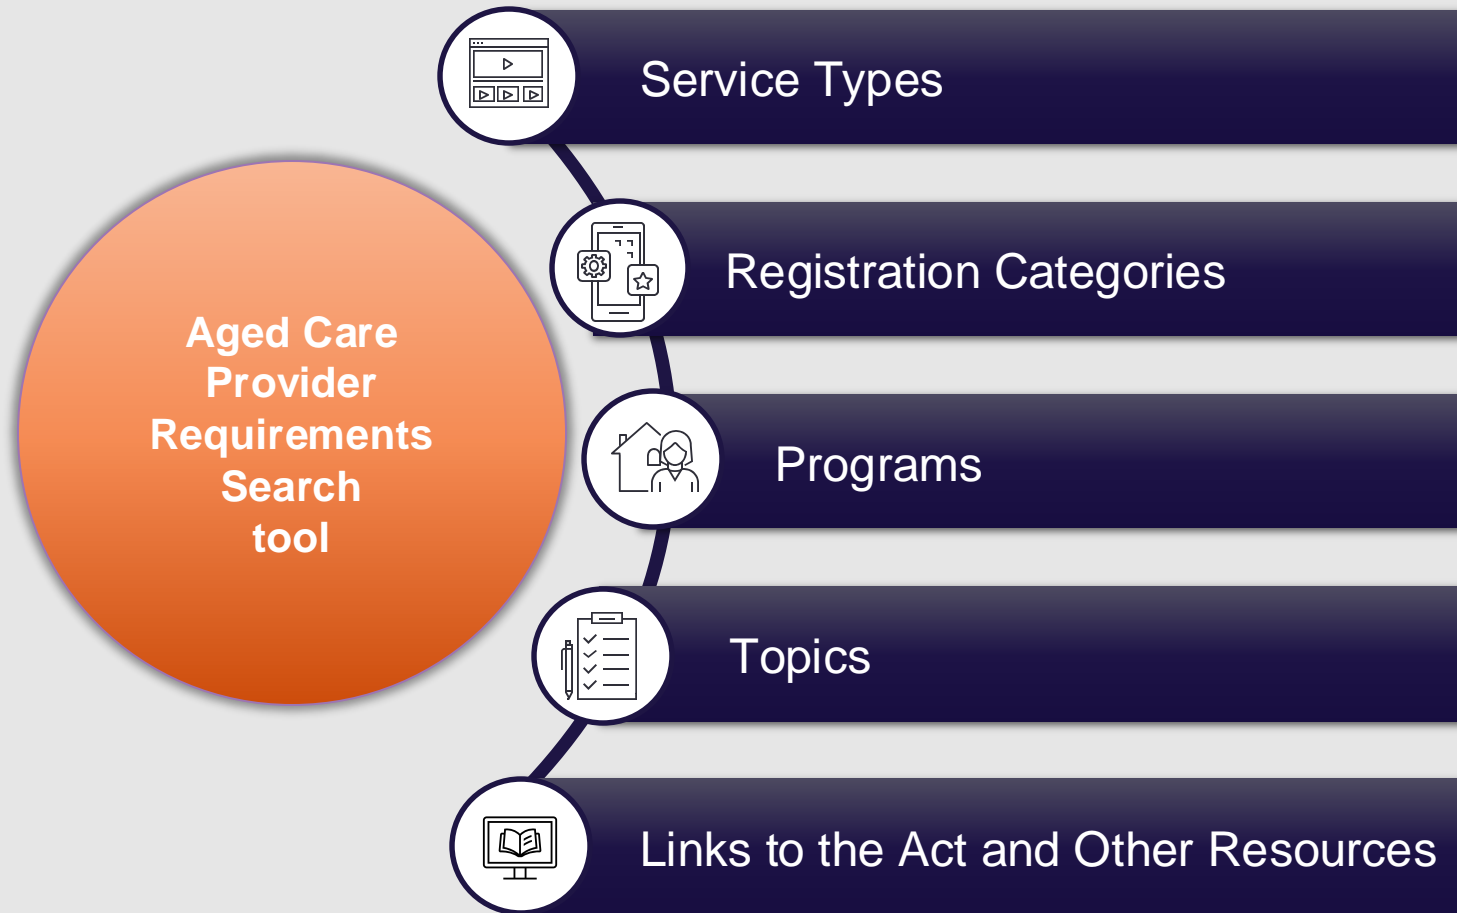 Aged Care
Provider
Requirements
Search
tool
Service Types
Registration Categories
Programs
Topics
Links to the Act and Other Resources